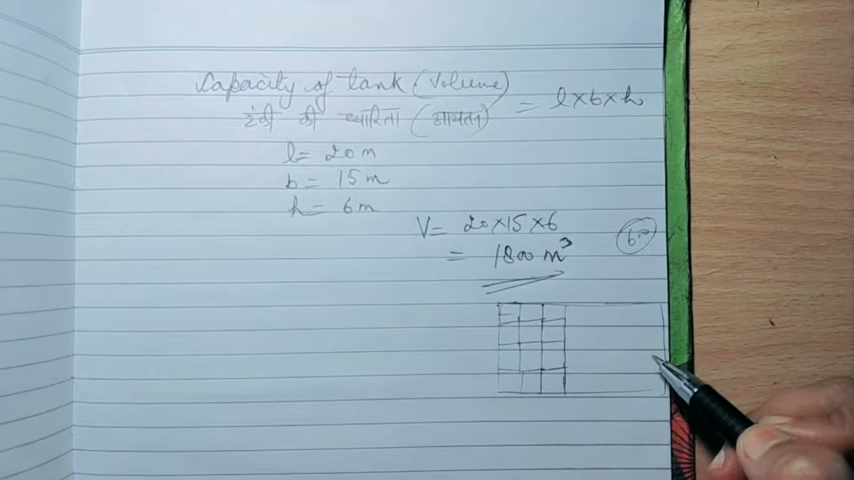 Capacity of tank (Volume)
टंकी की धारिता (आयतन) = l×b×h
l = 20 m
b = 15 m
h = 6 m
V = 20×15×6
= 1800 m³